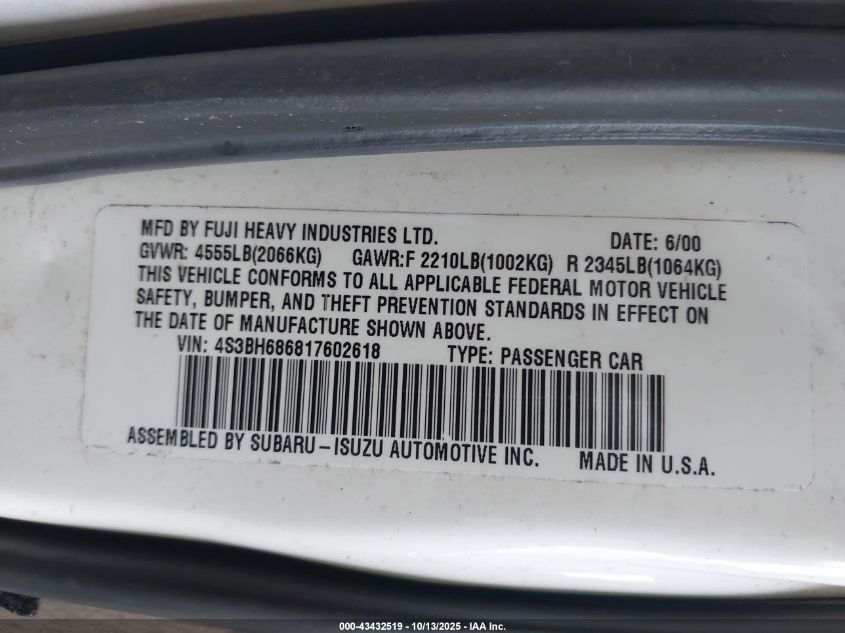 MFD BY FUJI HEAVY INDUSTRIES LTD. DATE: 6/00
GVWR: 4555LB(2066KG) GAWR:F 2210LB(1002KG) R 2345LB(1064KG)
THIS VEHICLE CONFORMS TO ALL APPLICABLE FEDERAL MOTOR VEHICLE
SAFETY, BUMPER, AND THEFT PREVENTION STANDARDS IN EFFECT ON
THE DATE OF MANUFACTURE SHOWN ABOVE.
VIN: 4S3BH686817602618 TYPE: PASSENGER CAR
ASSEMBLED BY SUBARU-ISUZU AUTOMOTIVE INC. MADE IN U.S.A.
000-43432519 - 10/13/2025 - IAA Inc.